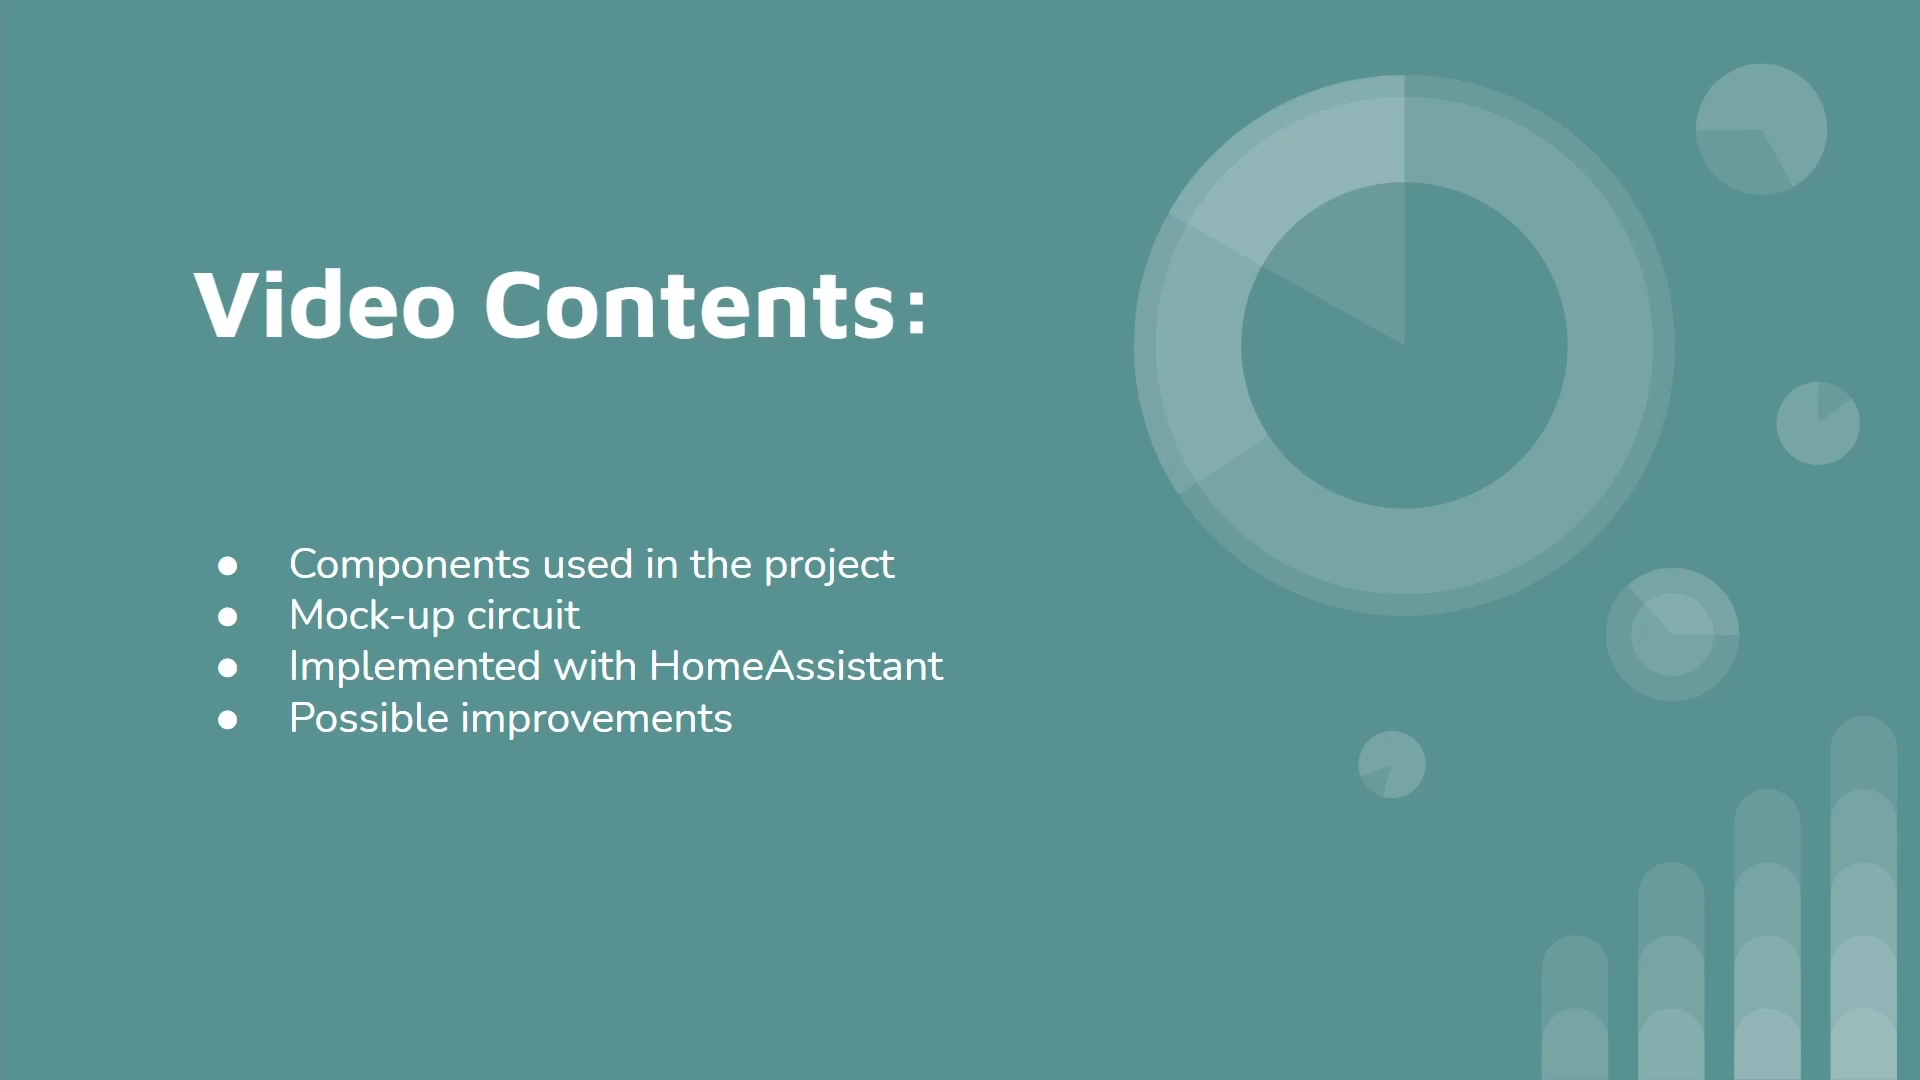 Video Contents:
● Components used in the project
● Mock-up circuit
● Implemented with HomeAssistant
● Possible improvements